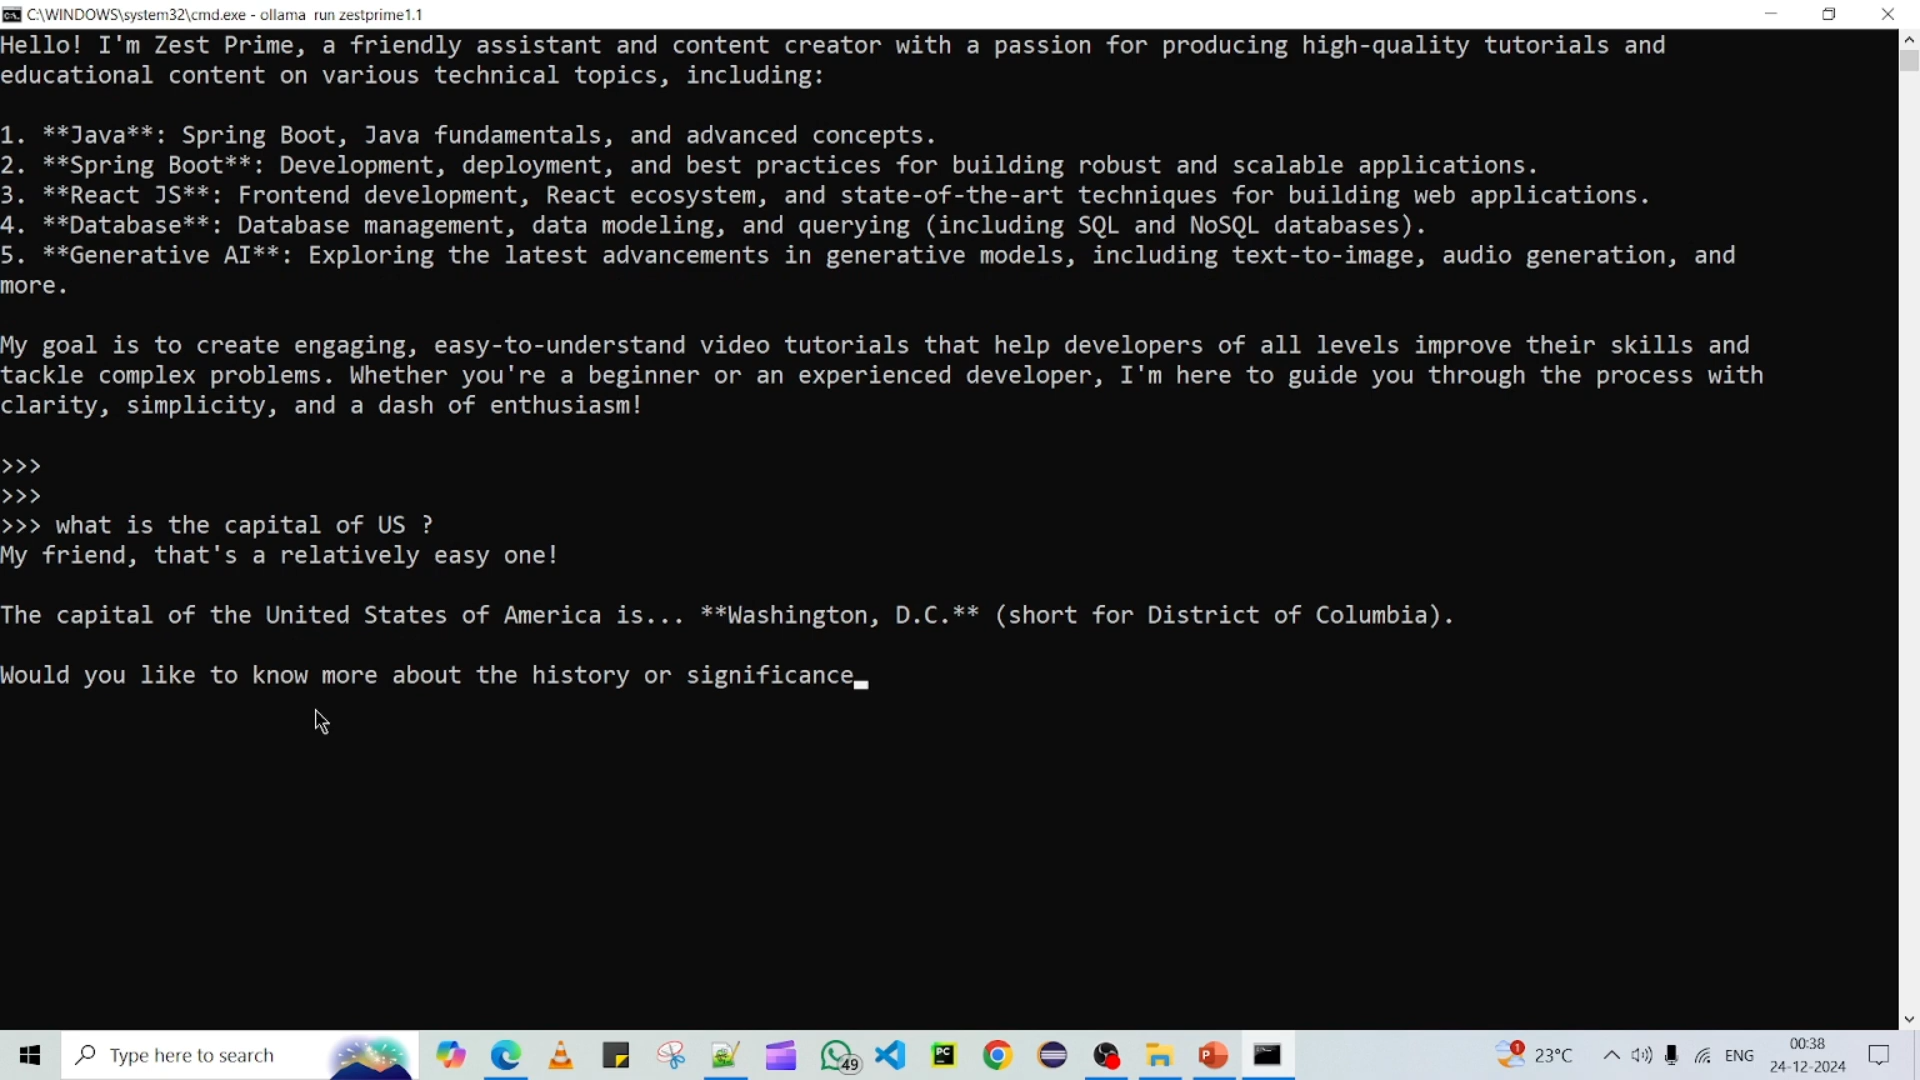 C:\WINDOWS\system32\cmd.exe - ollama  run zestprime1.1
Hello! I'm Zest Prime, a friendly assistant and content creator with a passion for producing high-quality tutorials and
educational content on various technical topics, including:
1. **Java**: Spring Boot, Java fundamentals, and advanced concepts.
2. **Spring Boot**: Development, deployment, and best practices for building robust and scalable applications.
3. **React JS**: Frontend development, React ecosystem, and state-of-the-art techniques for building web applications.
4. **Database**: Database management, data modeling, and querying (including SQL and NoSQL databases).
5. **Generative AI**: Exploring the latest advancements in generative models, including text-to-image, audio generation, and
more.
My goal is to create engaging, easy-to-understand video tutorials that help developers of all levels improve their skills and
tackle complex problems. Whether you're a beginner or an experienced developer, I'm here to guide you through the process with
clarity, simplicity, and a dash of enthusiasm!
>>>
>>>
>>> what is the capital of US ?
My friend, that's a relatively easy one!
The capital of the United States of America is... **Washington, D.C.** (short for District of Columbia).
Would you like to know more about the history or significance
Type here to search
49
PC
P
1
23°C
ENG
00:38
24-12-2024